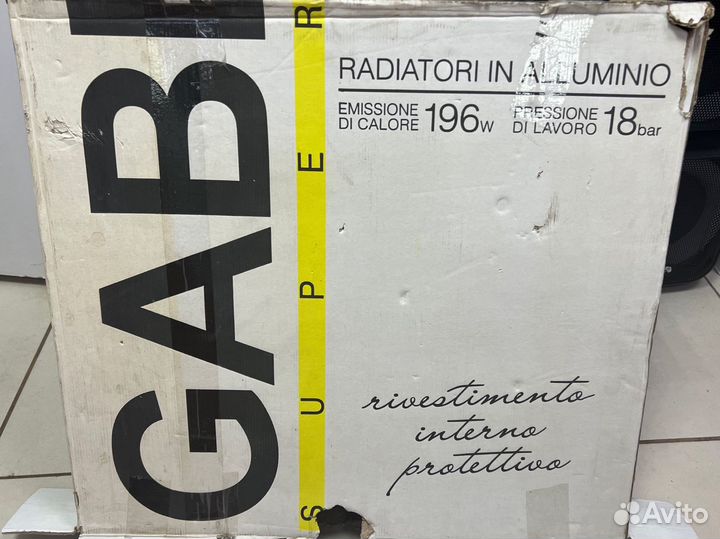 GABI
SUPER
RADIATORI IN ALLUMINIO
EMISSIONE
DI CALORE 196w
PRESSIONE
DI LAVORO 18bar
rivestimento
interno
protettivo
Avito